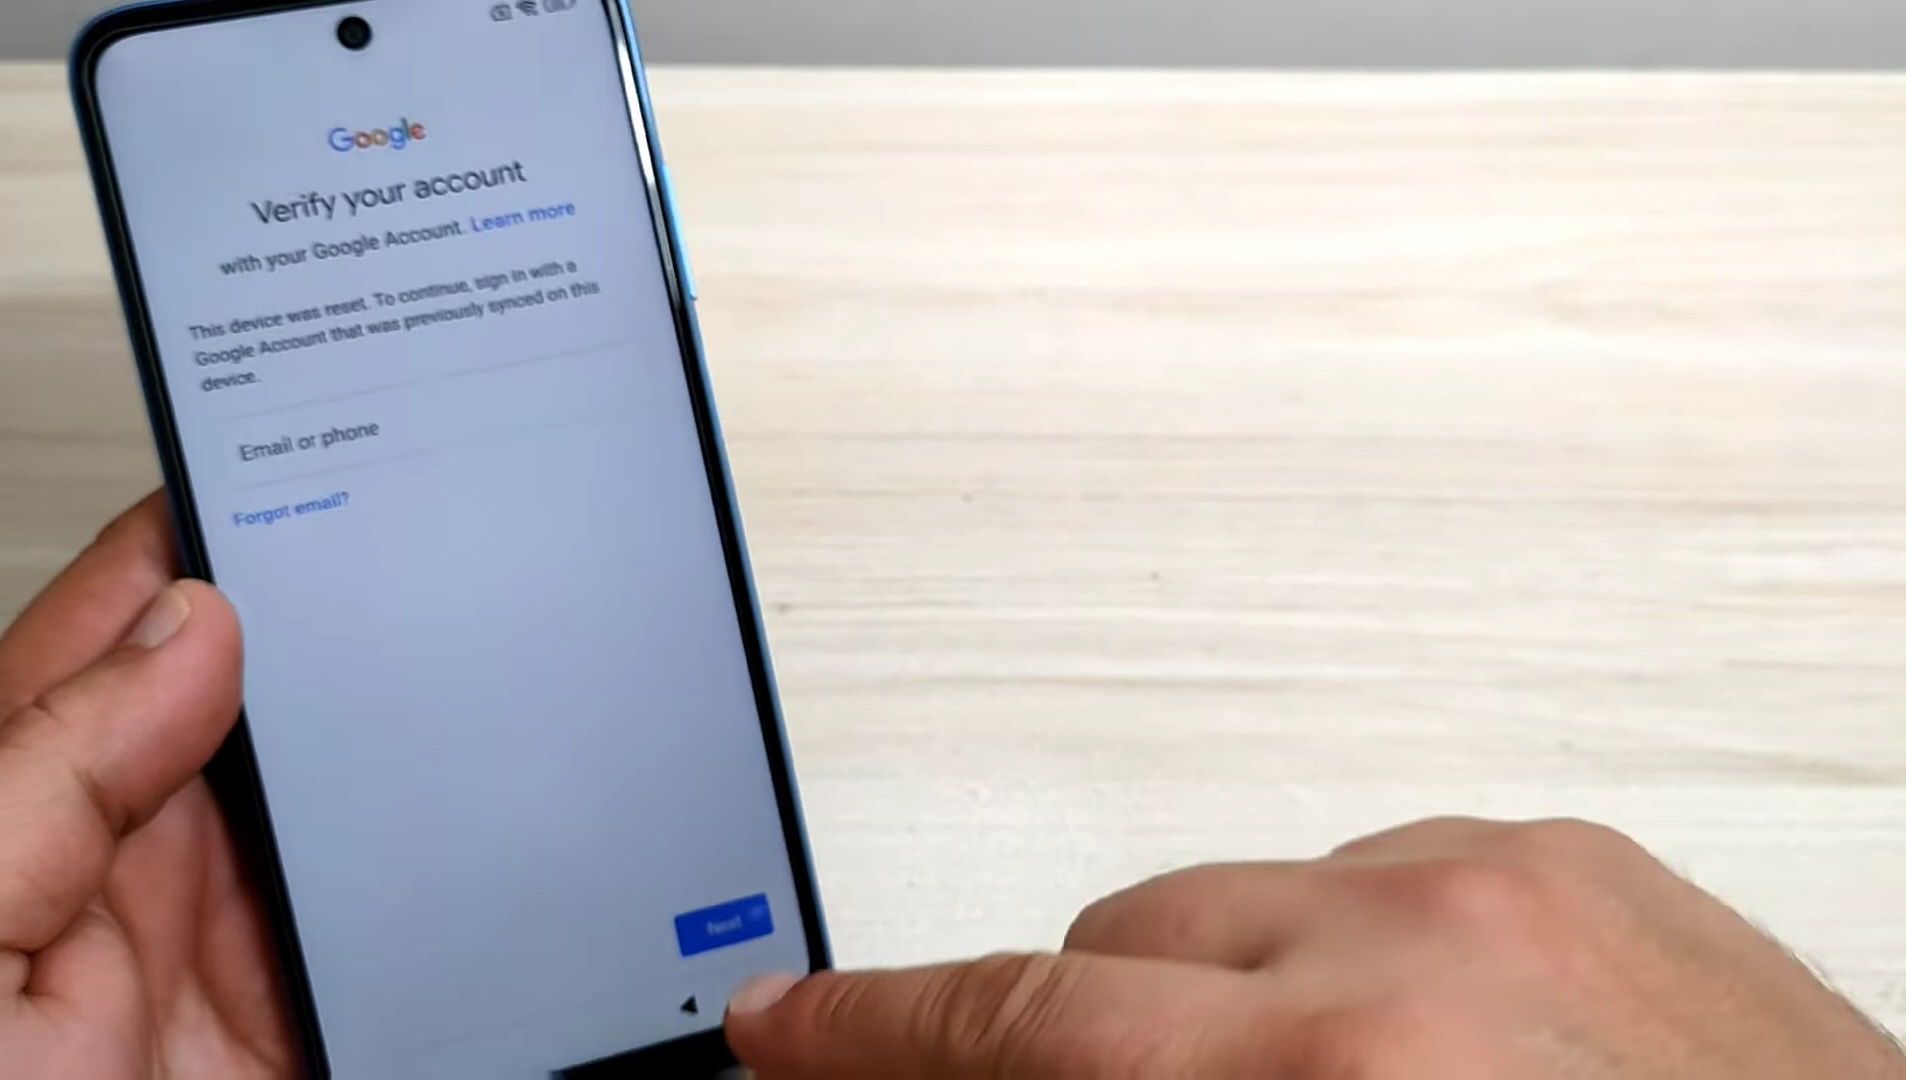 Google
Verify your account
with your Google Account. Learn more
This device was reset. To continue, sign in with a
Google Account that was previously synced on this
device.
Email or phone
Forgot email?
Next